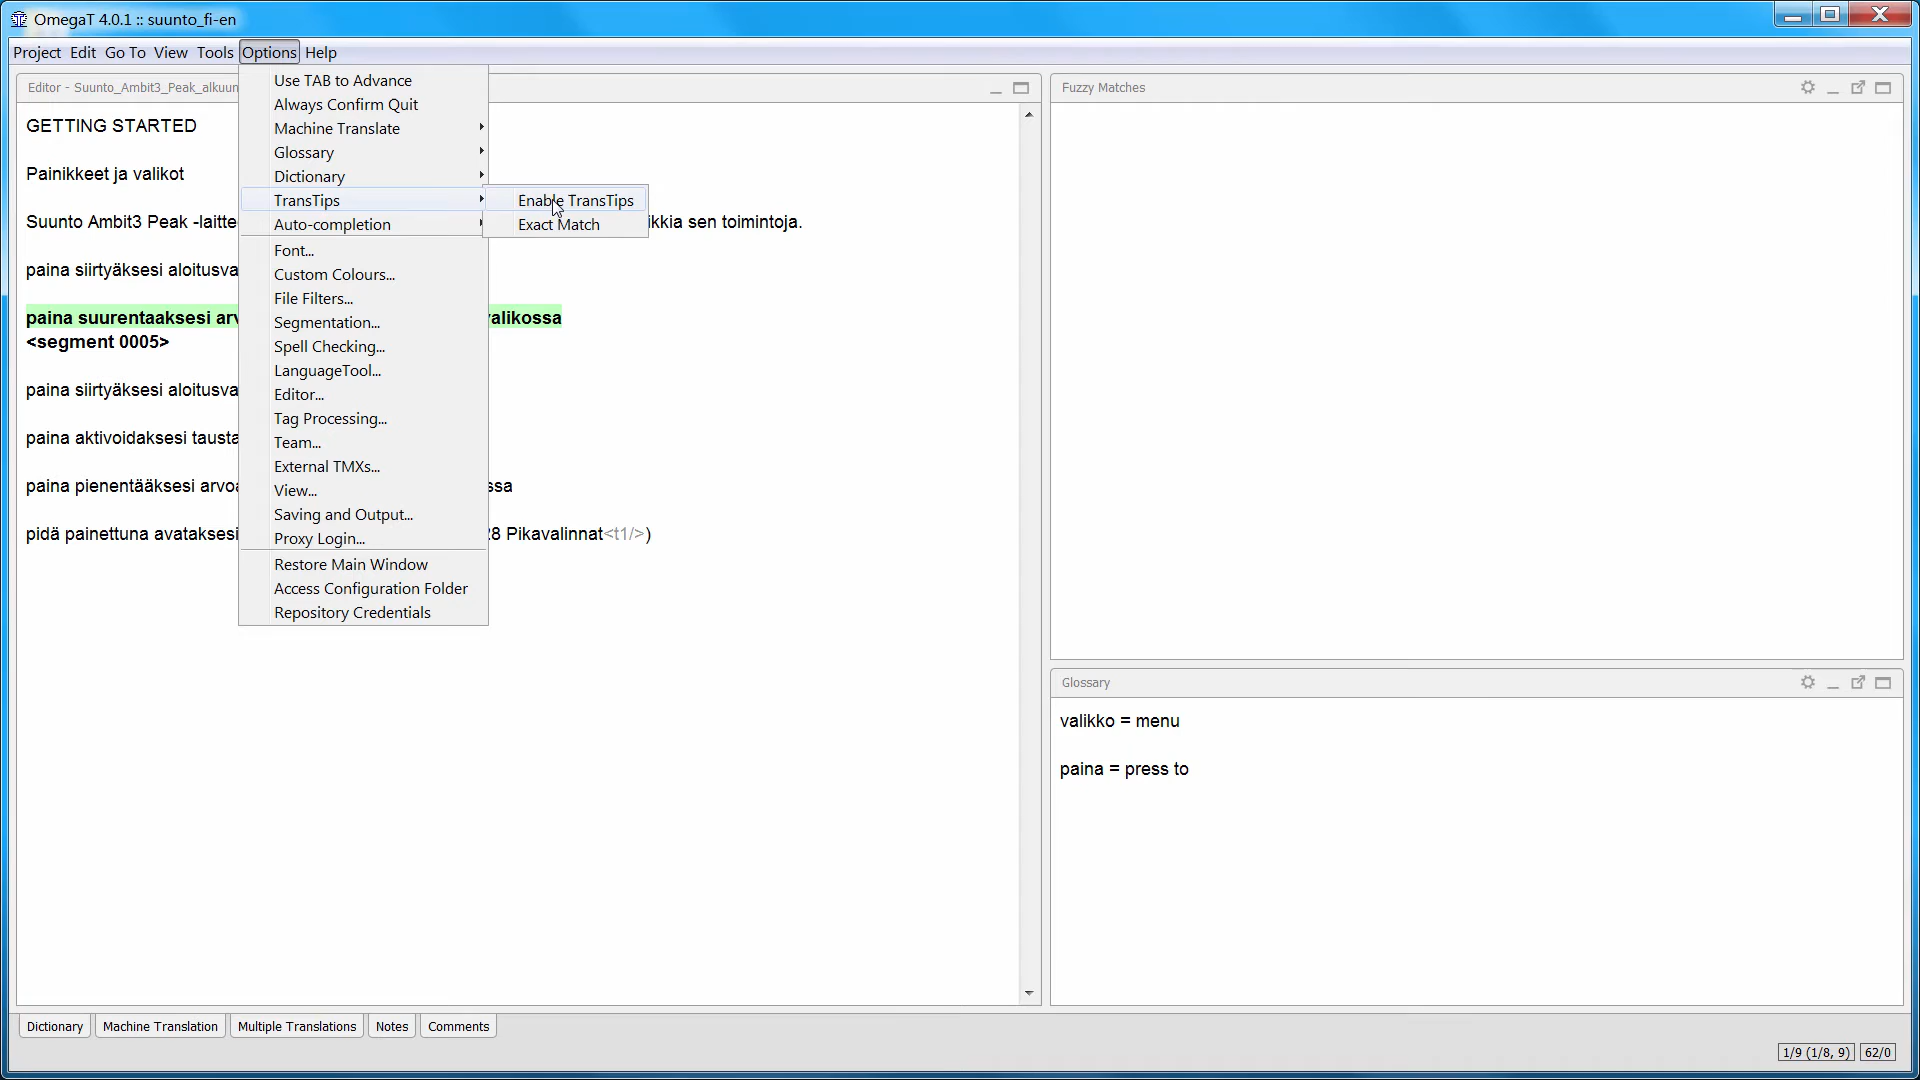 OmegaT 4.0.1 :: suunto_fi-en
Project Edit Go To View Tools Options Help
Editor - Suunto_Ambit3_Peak_alkuun
GETTING STARTED
Painikkeet ja valikot
Suunto Ambit3 Peak -laitte
ikkia sen toimintoja.
paina siirtyäksesi aloitusva
paina suurentaaksesi arv
valikossa
<segment 0005>
paina siirtyäksesi aloitusva
paina aktivoidaksesi tausta
paina pienentääksesi arvoa
ssa
pidä painettuna avataksesi
28 Pikavalinnat<t1/>)
Use TAB to Advance
Always Confirm Quit
Machine Translate
Glossary
Dictionary
TransTips
Auto-completion
Font...
Custom Colours...
File Filters...
Segmentation...
Spell Checking...
LanguageTool...
Editor...
Tag Processing...
Team...
External TMXs...
View...
Saving and Output...
Proxy Login...
Restore Main Window
Access Configuration Folder
Repository Credentials
Enable TransTips
Exact Match
Fuzzy Matches
Glossary
valikko = menu
paina = press to
Dictionary
Machine Translation
Multiple Translations
Notes
Comments
1/9 (1/8, 9)
62/0